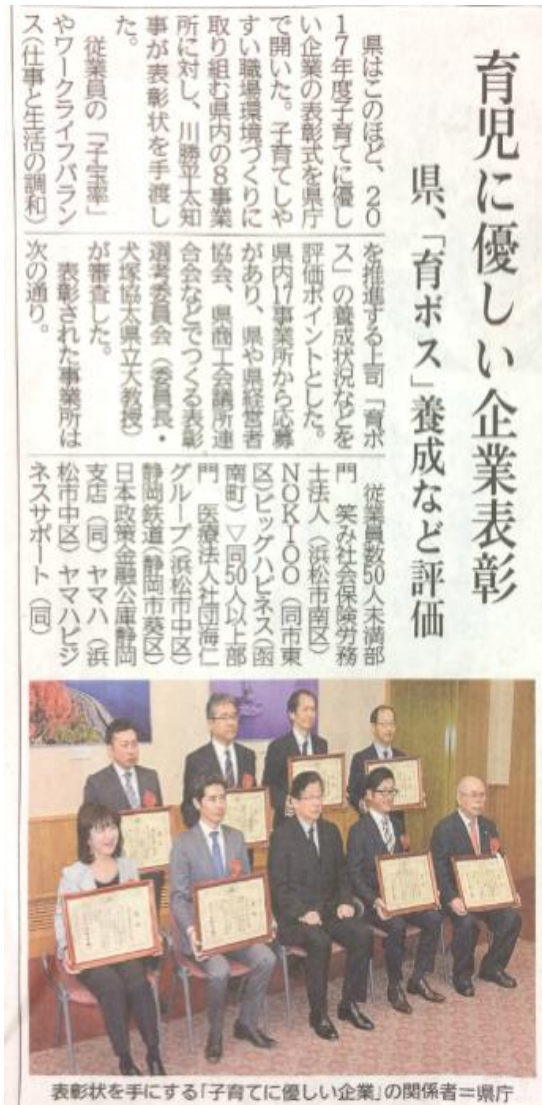 育児に優しい企業表彰
県、「育ボス」養成など評価
県はこのほど、20
17年度子育てに優し
い企業の表彰式を県庁
で開いた。子育てしや
すい職場環境づくりに
取り組む県内の8事業
所に対し、川勝平太知
事が表彰状を手渡し
た。
従業員の「子宝率」
やワークライフバラン
ス(仕事と生活の調和)
を推進する上司「育ボ
ス」の養成状況などを
評価ポイントとした。
県内17事業所から応募
があり、県や県経営者
協会、県商工会議所連
合会などでつくる表彰
選考委員会(委員長・
犬塚協太県立大教授)
が審査した。
表彰された事業所は
次の通り。
従業員数50人未満部
門 笑み社会保険労務
士法人(浜松市南区)
NOKIOO(同市東
区)ビッグハピネス(函
南町)▽同50人以上部
門 医療法人社団海仁
グループ(浜松市中区)
静岡鉄道(静岡市葵区)
日本政策金融公庫静岡
支店(同)ヤマハ(浜
松市中区)ヤマハビジ
ネスサポート(同)
表彰状を手にする「子育てに優しい企業」の関係者=県庁